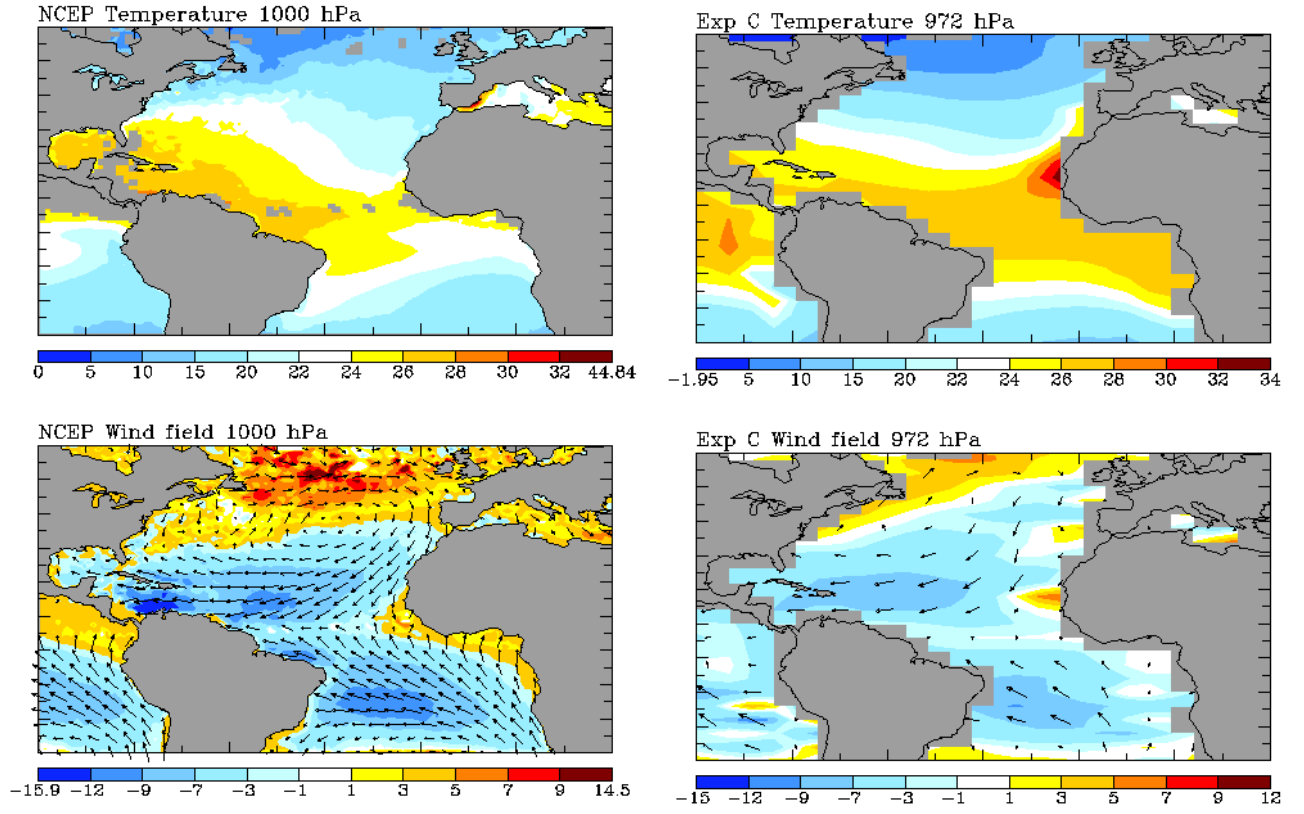 NCEP Temperature 1000 hPa
0 5 10 15 20 22 24 26 28 30 32 44.84
Exp C Temperature 972 hPa
-1.95 5 10 15 20 22 24 26 28 30 32 34
NCEP Wind field 1000 hPa
-15.9 -12 -9 -7 -3 -1 1 3 5 7 9 14.5
Exp C Wind field 972 hPa
-15 -12 -9 -7 -3 -1 1 3 5 7 9 12